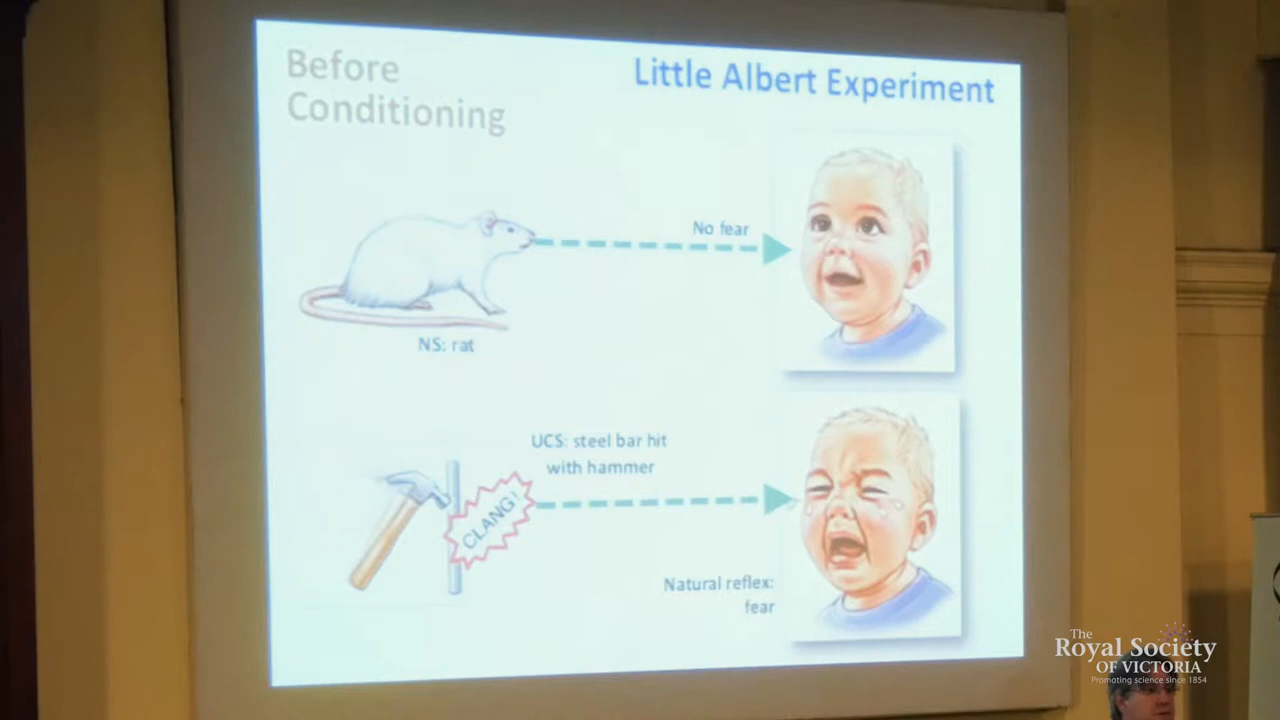 Before
Conditioning
Little Albert Experiment
No fear
NS: rat
UCS: steel bar hit
with hammer
CLANG!
Natural reflex:
fear
The
Royal Society
OF VICTORIA
Promoting science since 1854